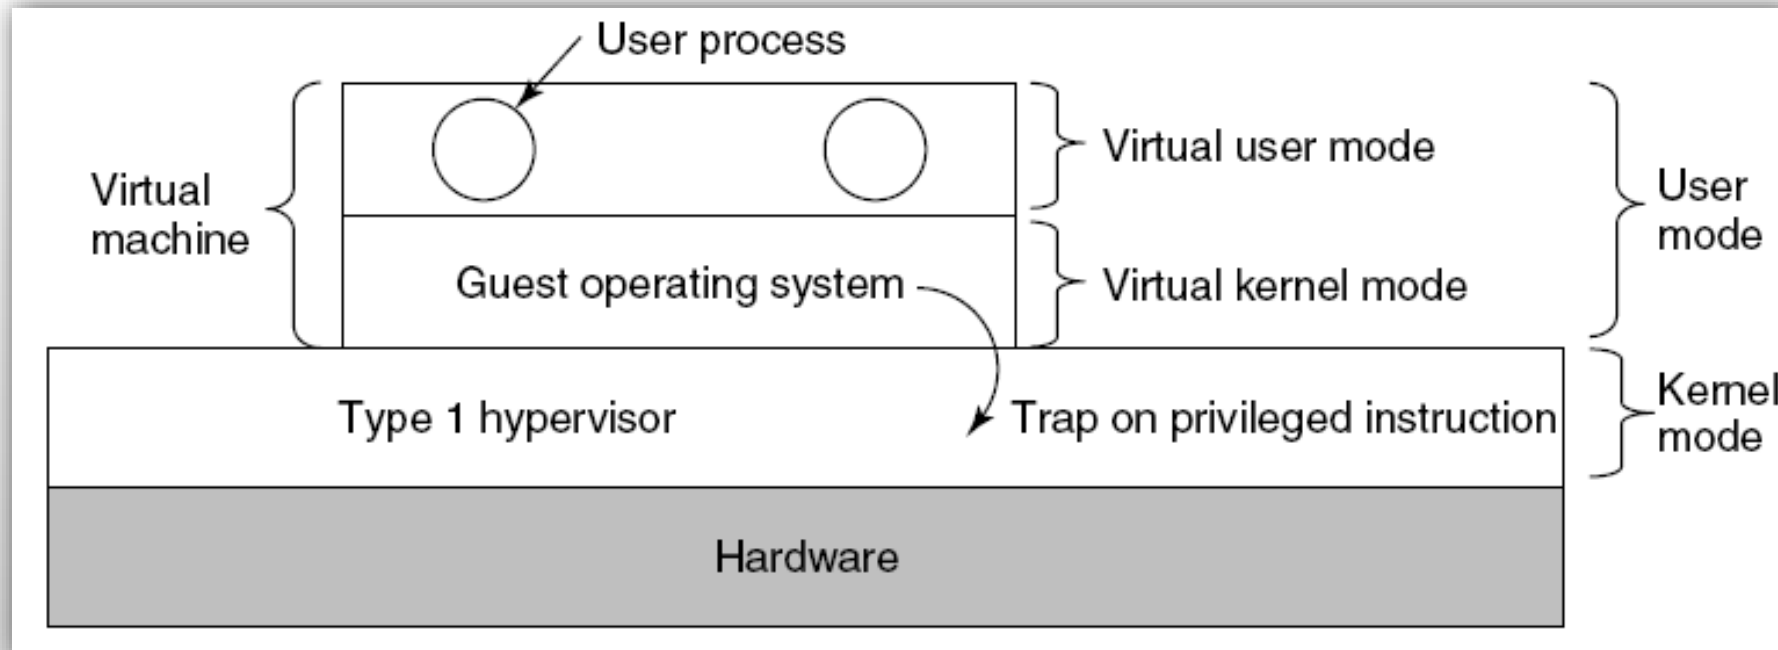 User process
Virtual user mode
Virtual
machine
User
mode
Guest operating system
Virtual kernel mode
Type 1 hypervisor
Trap on privileged instruction
Kernel
mode
Hardware